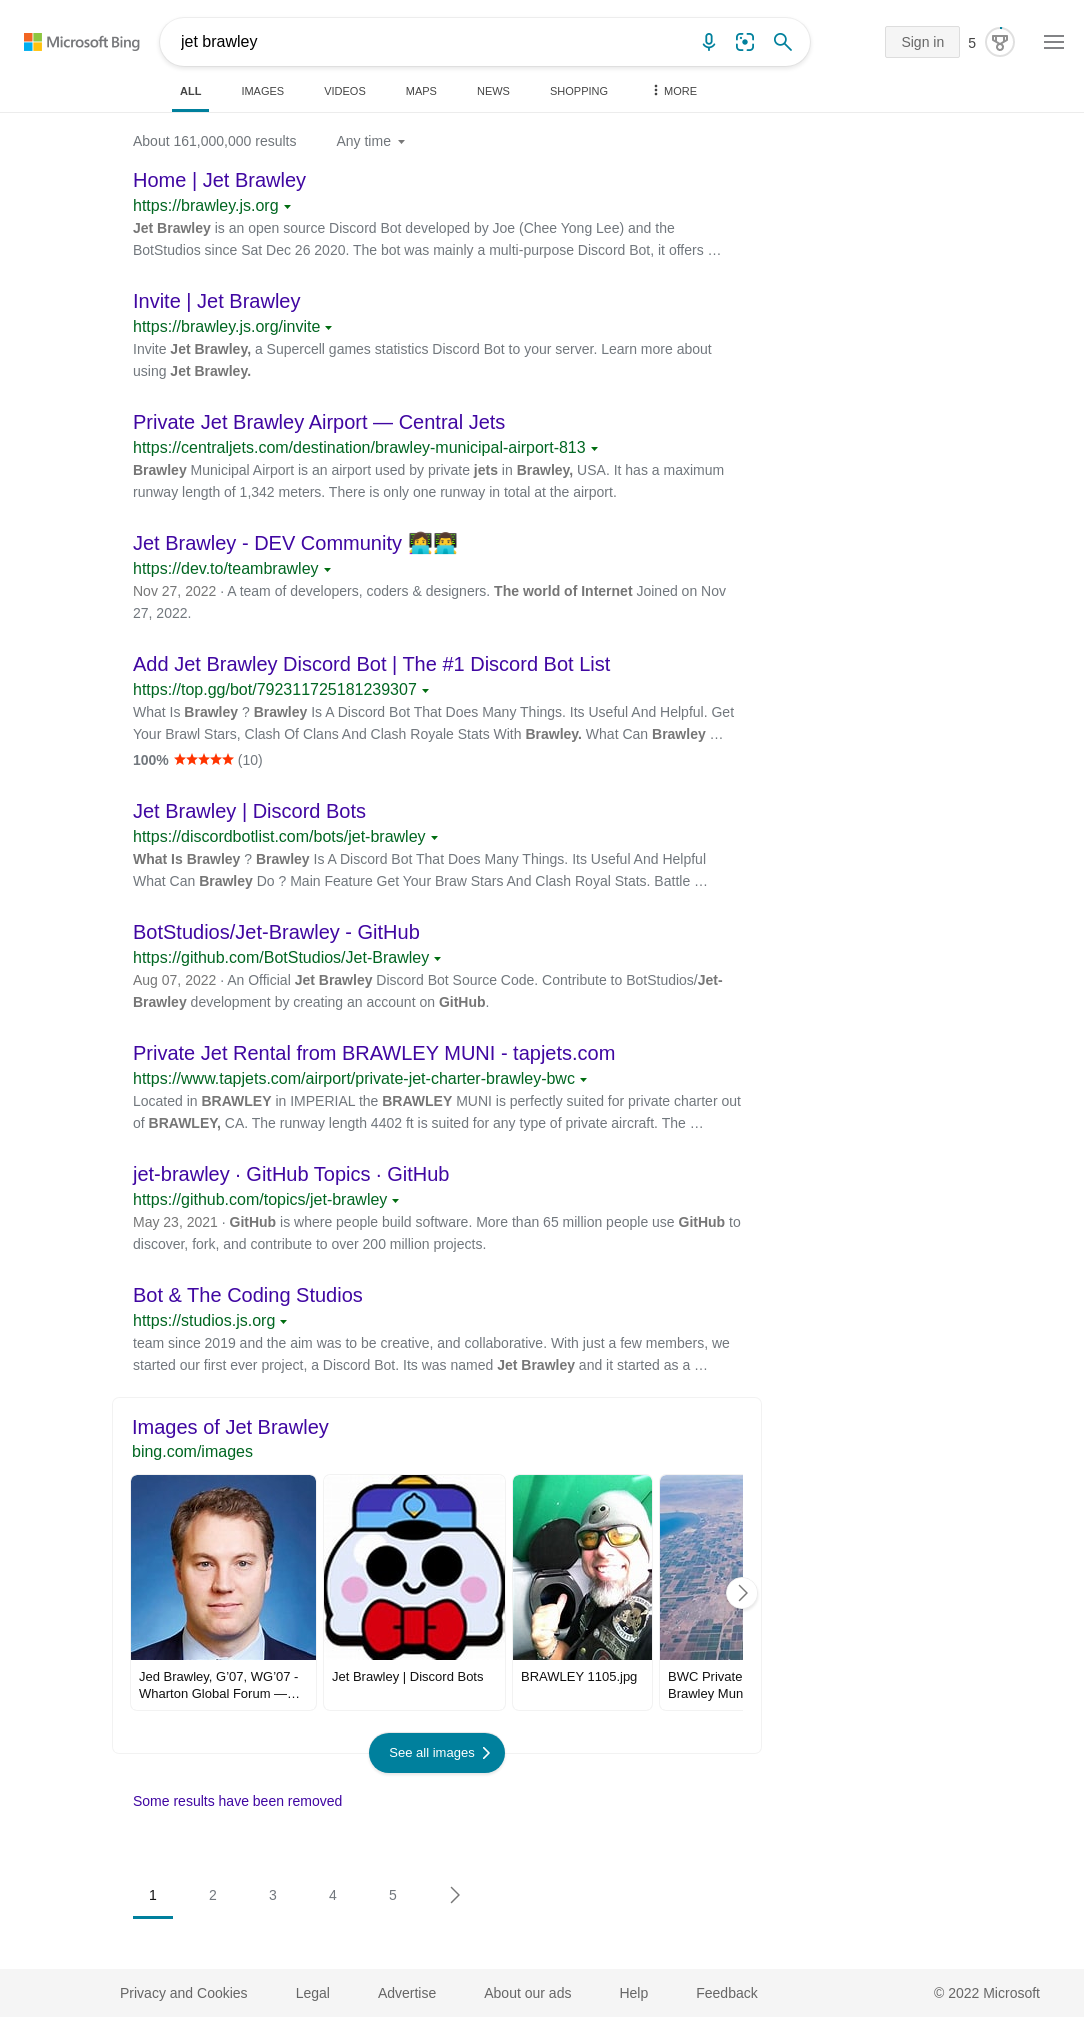 Microsoft Bing
jet brawley
Sign in
5
ALL
IMAGES
VIDEOS
MAPS
NEWS
SHOPPING
MORE
About 161,000,000 results
Any time
Home | Jet Brawley
https://brawley.js.org
Jet Brawley is an open source Discord Bot developed by Joe (Chee Yong Lee) and the
BotStudios since Sat Dec 26 2020. The bot was mainly a multi-purpose Discord Bot, it offers …
Invite | Jet Brawley
https://brawley.js.org/invite
Invite Jet Brawley, a Supercell games statistics Discord Bot to your server. Learn more about
using Jet Brawley.
Private Jet Brawley Airport — Central Jets
https://centraljets.com/destination/brawley-municipal-airport-813
Brawley Municipal Airport is an airport used by private jets in Brawley, USA. It has a maximum
runway length of 1,342 meters. There is only one runway in total at the airport.
Jet Brawley - DEV Community 👩‍💻👨‍💻
https://dev.to/teambrawley
Nov 27, 2022 · A team of developers, coders & designers. The world of Internet Joined on Nov
27, 2022.
Add Jet Brawley Discord Bot | The #1 Discord Bot List
https://top.gg/bot/792311725181239307
What Is Brawley ? Brawley Is A Discord Bot That Does Many Things. Its Useful And Helpful. Get
Your Brawl Stars, Clash Of Clans And Clash Royale Stats With Brawley. What Can Brawley …
100% ★★★★★ (10)
Jet Brawley | Discord Bots
https://discordbotlist.com/bots/jet-brawley
What Is Brawley ? Brawley Is A Discord Bot That Does Many Things. Its Useful And Helpful
What Can Brawley Do ? Main Feature Get Your Braw Stars And Clash Royal Stats. Battle …
BotStudios/Jet-Brawley - GitHub
https://github.com/BotStudios/Jet-Brawley
Aug 07, 2022 · An Official Jet Brawley Discord Bot Source Code. Contribute to BotStudios/Jet-
Brawley development by creating an account on GitHub.
Private Jet Rental from BRAWLEY MUNI - tapjets.com
https://www.tapjets.com/airport/private-jet-charter-brawley-bwc
Located in BRAWLEY in IMPERIAL the BRAWLEY MUNI is perfectly suited for private charter out
of BRAWLEY, CA. The runway length 4402 ft is suited for any type of private aircraft. The …
jet-brawley · GitHub Topics · GitHub
https://github.com/topics/jet-brawley
May 23, 2021 · GitHub is where people build software. More than 65 million people use GitHub to
discover, fork, and contribute to over 200 million projects.
Bot & The Coding Studios
https://studios.js.org
team since 2019 and the aim was to be creative, and collaborative. With just a few members, we
started our first ever project, a Discord Bot. Its was named Jet Brawley and it started as a …
Images of Jet Brawley
bing.com/images
Jed Brawley, G'07, WG'07 -
Wharton Global Forum —…
Jet Brawley | Discord Bots
BRAWLEY 1105.jpg
BWC Private
Brawley Mun
See all images
Some results have been removed
1
2
3
4
5
Privacy and Cookies
Legal
Advertise
About our ads
Help
Feedback
© 2022 Microsoft